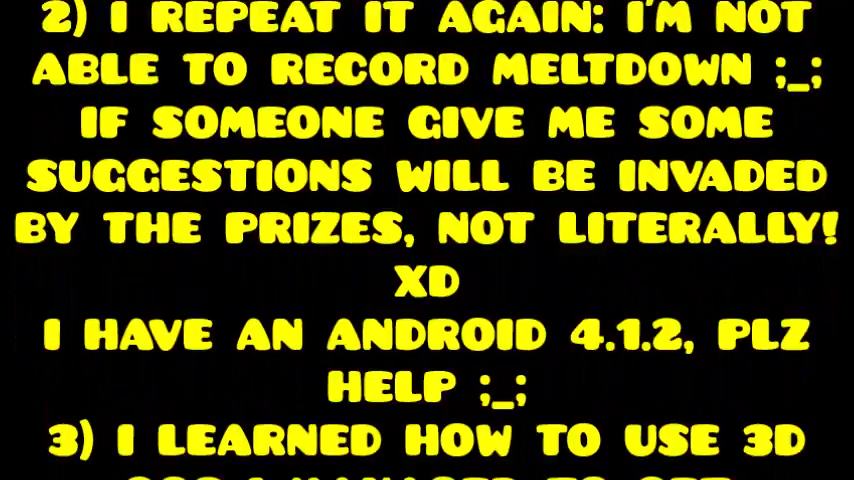 2) I REPEAT IT AGAIN: I'M NOT
ABLE TO RECORD MELTDOWN ;_;
IF SOMEONE GIVE ME SOME
SUGGESTIONS WILL BE INVADED
BY THE PRIZES, NOT LITERALLY!
XD
I HAVE AN ANDROID 4.1.2, PLZ
HELP ;_;
3) I LEARNED HOW TO USE 3D